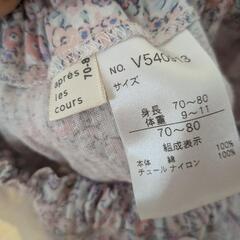 après
les
cours
70-8
NO. V540
サイズ
身長 70~80
体重 9~11
70~80
組成表示
本体 綿 100%
チュール ナイロン 100%